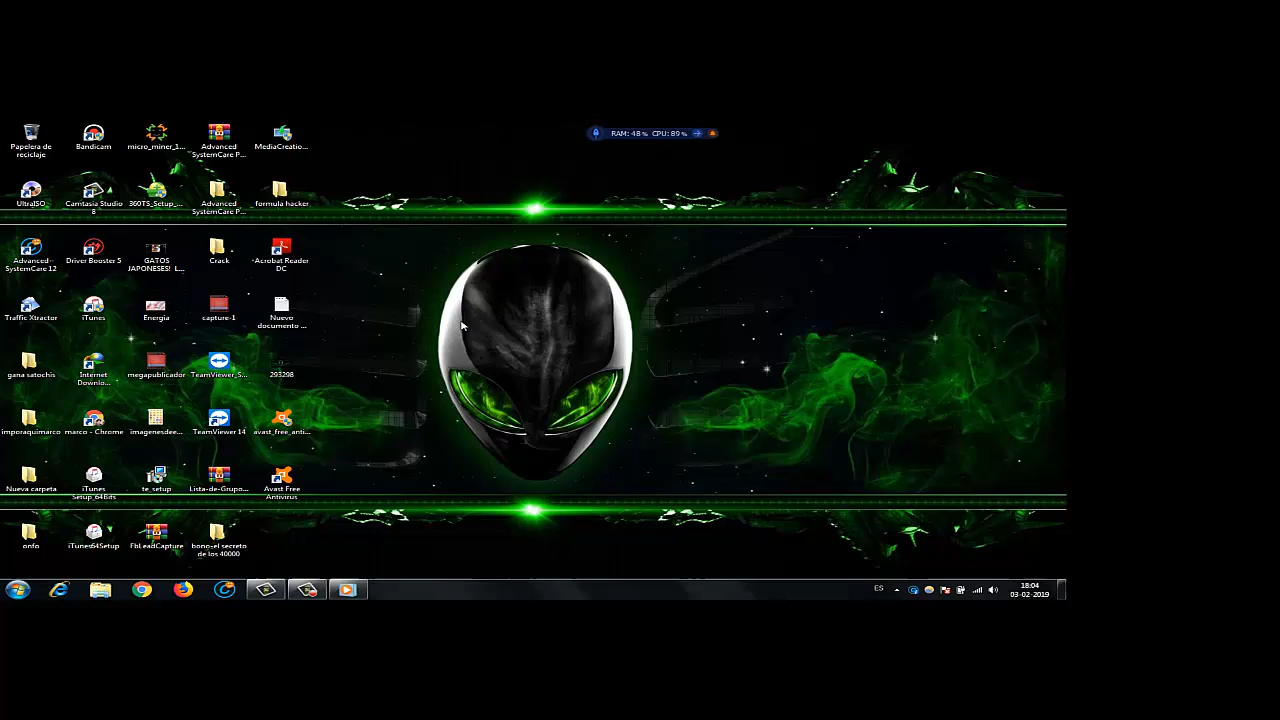 RAM: 48% CPU: 89%
Papelera de
reciclaje
Bandicam
micro_miner_1...
Advanced
SystemCare P...
MediaCreatio...
UltraISO
Camtasia Studio
8
360TS_Setup_...
Advanced
SystemCare P...
formula hacker
Advanced
SystemCare 12
Driver Booster 5
GATOS
JAPONESES! L...
Crack
Acrobat Reader
DC
Traffic Xtractor
iTunes
Energia
capture-1
Nuevo
documento ...
gana satochis
Internet
Downlo...
megapublicador
TeamViewer_S...
293298
imporaquimarco
marco - Chrome
imagenesdee...
TeamViewer 14
avast_free_anti...
Nueva carpeta
iTunes
Setup_64Bits
te_setup
Lista-de-Grupo...
Avast Free
Antivirus
onfo
iTunes64Setup
FbLeadCapture
bono-el secreto
de los 40000
ES
18:04
03-02-2019